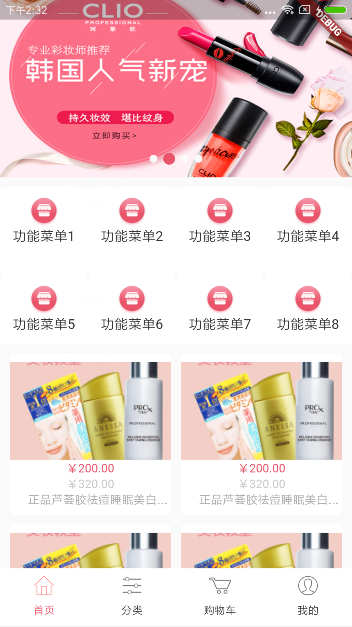 下午2:32
DEBUG
CLIO
PROFESSIONAL
珂莱欧
专业彩妆师推荐
韩国人气新宠
持久妆效 堪比纹身
立即购买>
功能菜单1 功能菜单2 功能菜单3 功能菜单4
功能菜单5 功能菜单6 功能菜单7 功能菜单8
ANESSA
PROX
ANESSA
PROX
￥200.00 ￥200.00
￥320.00 ￥320.00
正品芦荟胶祛痘睡眠美白... 正品芦荟胶祛痘睡眠美白...
首页 分类 购物车 我的